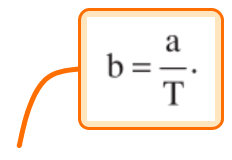 b = a/T.